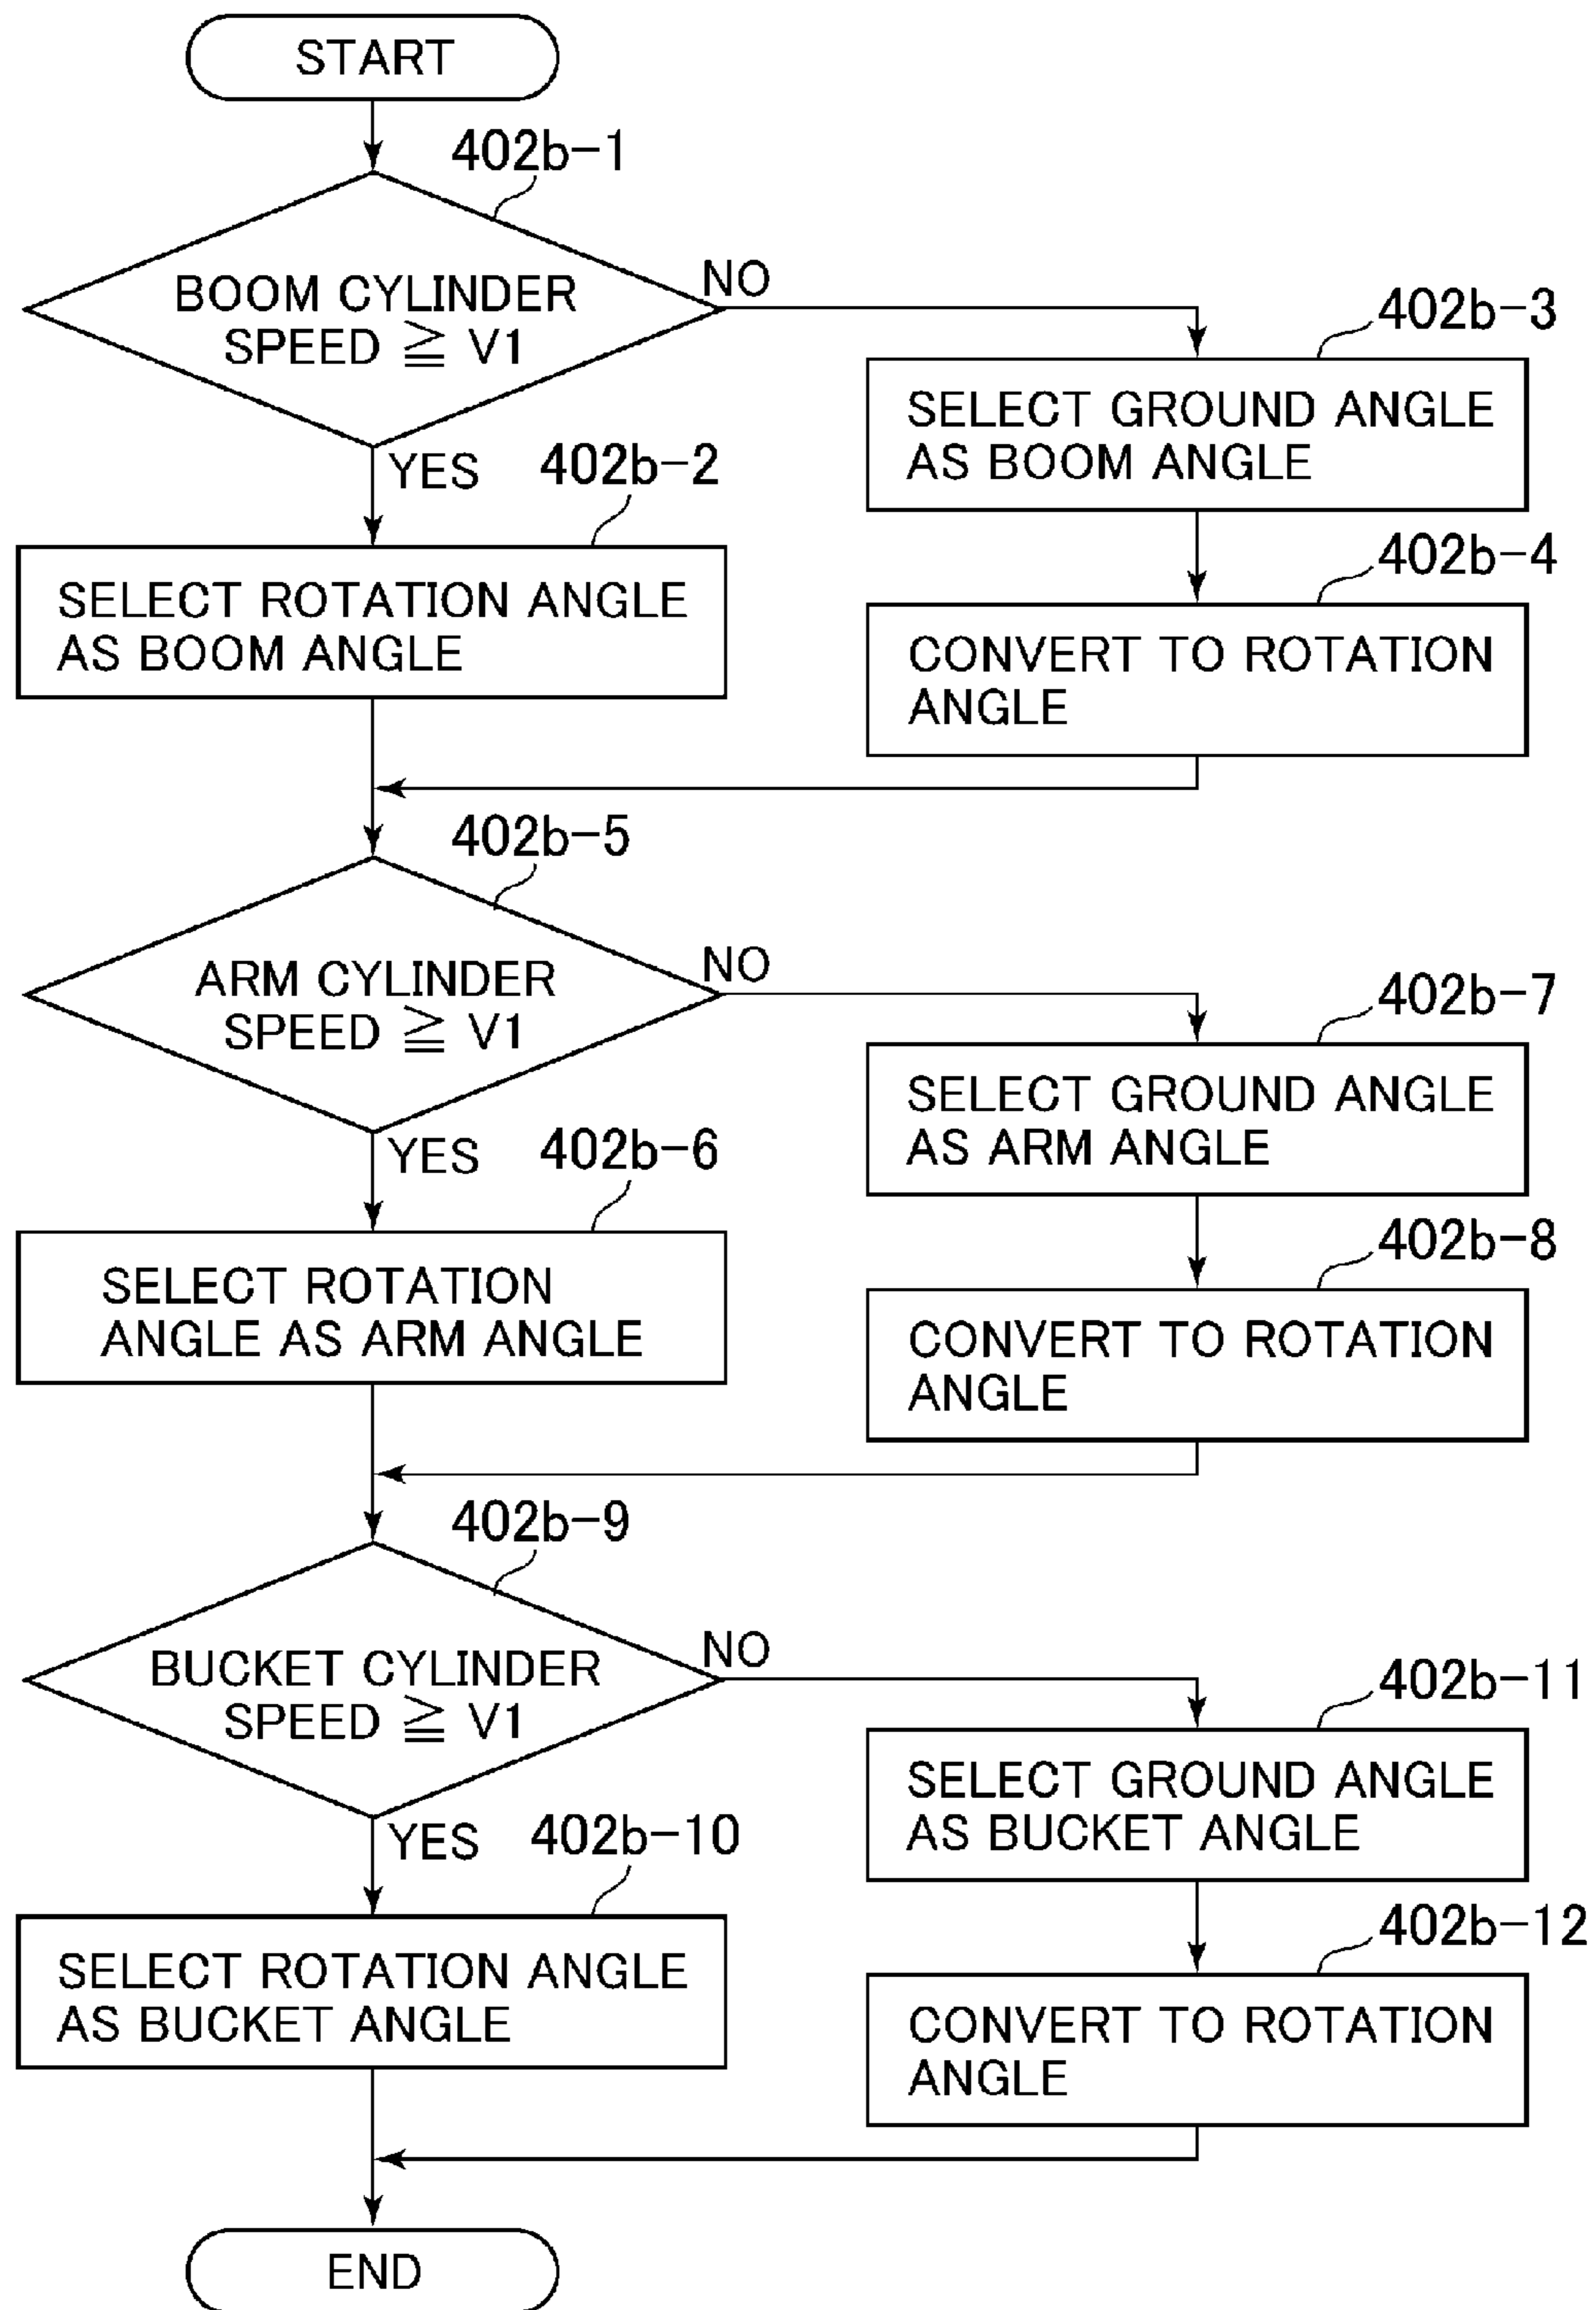 START
402b-1
BOOM CYLINDER
SPEED ≧ V1
NO
402b-3
SELECT GROUND ANGLE
AS BOOM ANGLE
YES
402b-2
SELECT ROTATION ANGLE
AS BOOM ANGLE
402b-4
CONVERT TO ROTATION
ANGLE
402b-5
ARM CYLINDER
SPEED ≧ V1
NO
402b-7
SELECT GROUND ANGLE
AS ARM ANGLE
YES
402b-6
SELECT ROTATION
ANGLE AS ARM ANGLE
402b-8
CONVERT TO ROTATION
ANGLE
402b-9
BUCKET CYLINDER
SPEED ≧ V1
NO
402b-11
SELECT GROUND ANGLE
AS BUCKET ANGLE
YES
402b-10
SELECT ROTATION ANGLE
AS BUCKET ANGLE
402b-12
CONVERT TO ROTATION
ANGLE
END